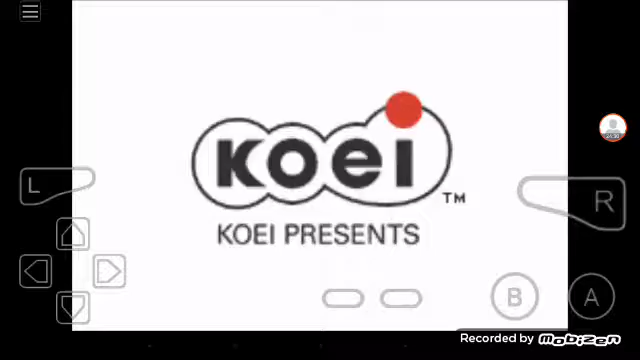 koei
TM
KOEI PRESENTS
L
R
B
A
Recorded by mobizen